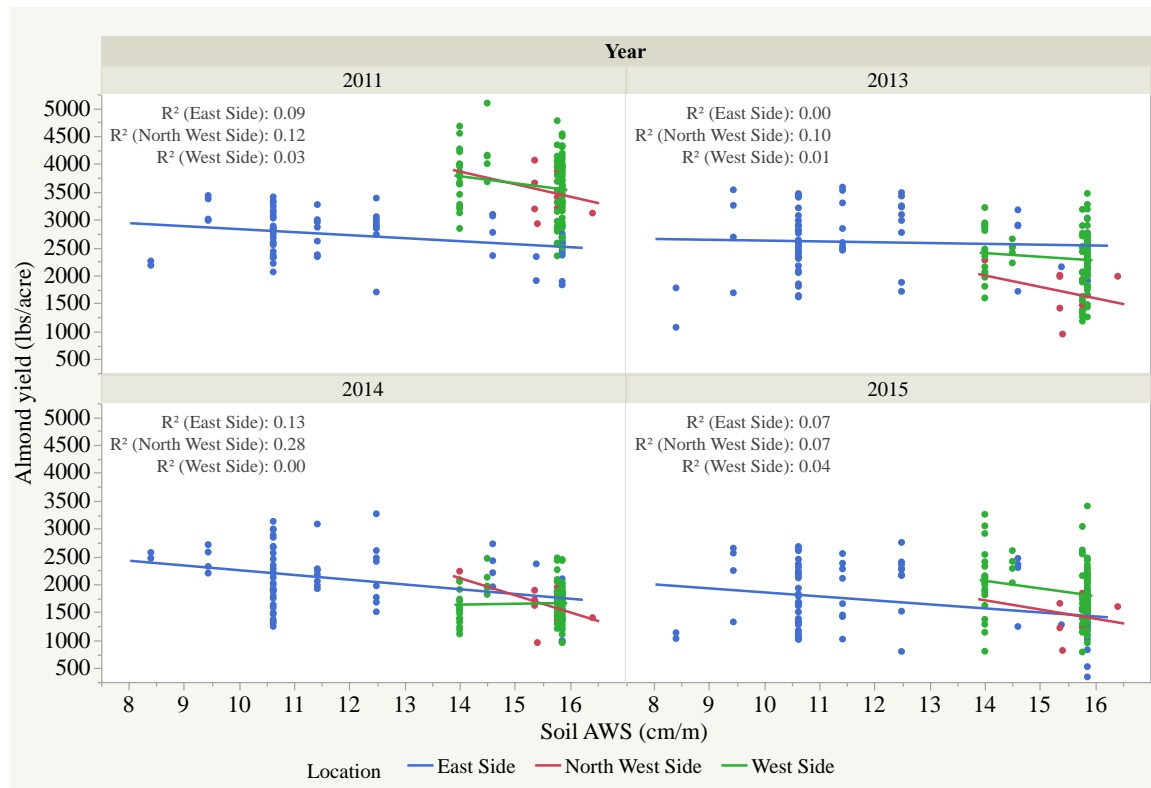 Year
2011
2013
Almond yield (lbs/acre)
5000
4500
4000
3500
3000
2500
2000
1500
1000
500
R² (East Side): 0.09
R² (North West Side): 0.12
R² (West Side): 0.03
R² (East Side): 0.00
R² (North West Side): 0.10
R² (West Side): 0.01
2014
2015
5000
4500
4000
3500
3000
2500
2000
1500
1000
500
R² (East Side): 0.13
R² (North West Side): 0.28
R² (West Side): 0.00
R² (East Side): 0.07
R² (North West Side): 0.07
R² (West Side): 0.04
8 9 10 11 12 13 14 15 16
8 9 10 11 12 13 14 15 16
Soil AWS (cm/m)
Location East Side North West Side West Side